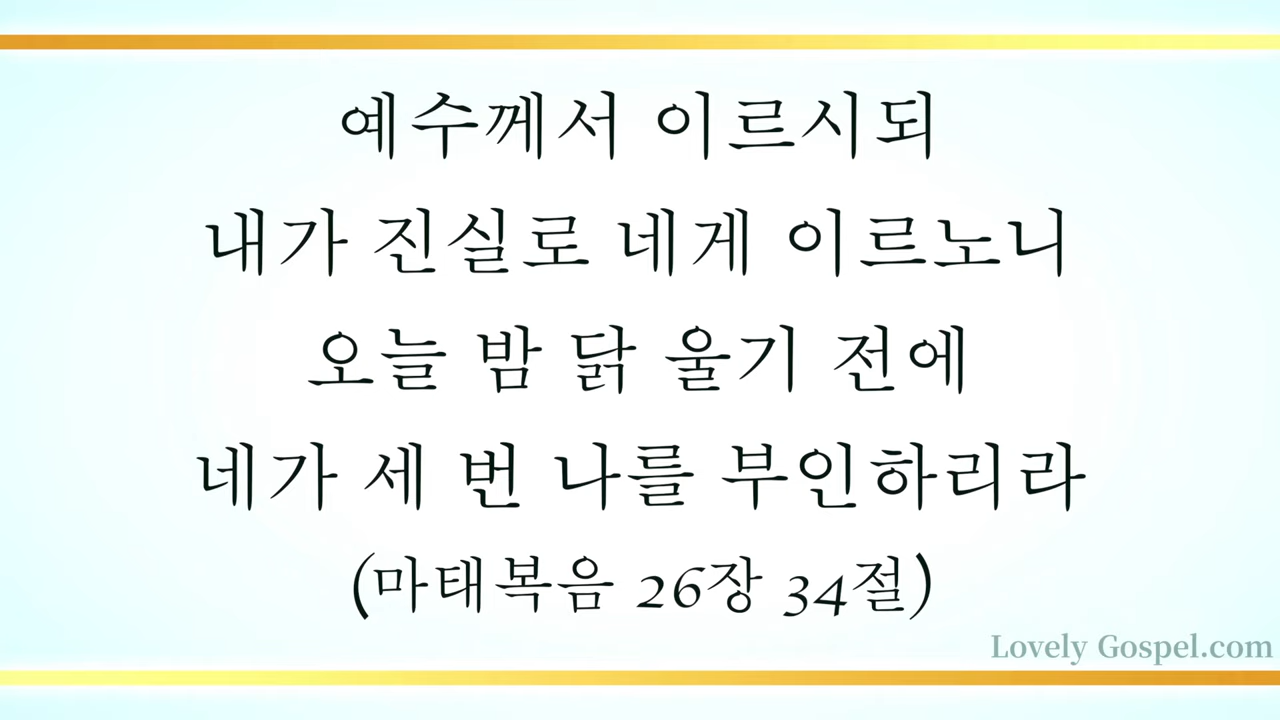 예수께서 이르시되
내가 진실로 네게 이르노니
오늘 밤 닭 울기 전에
네가 세 번 나를 부인하리라
(마태복음 26장 34절)
Lovely Gospel.com